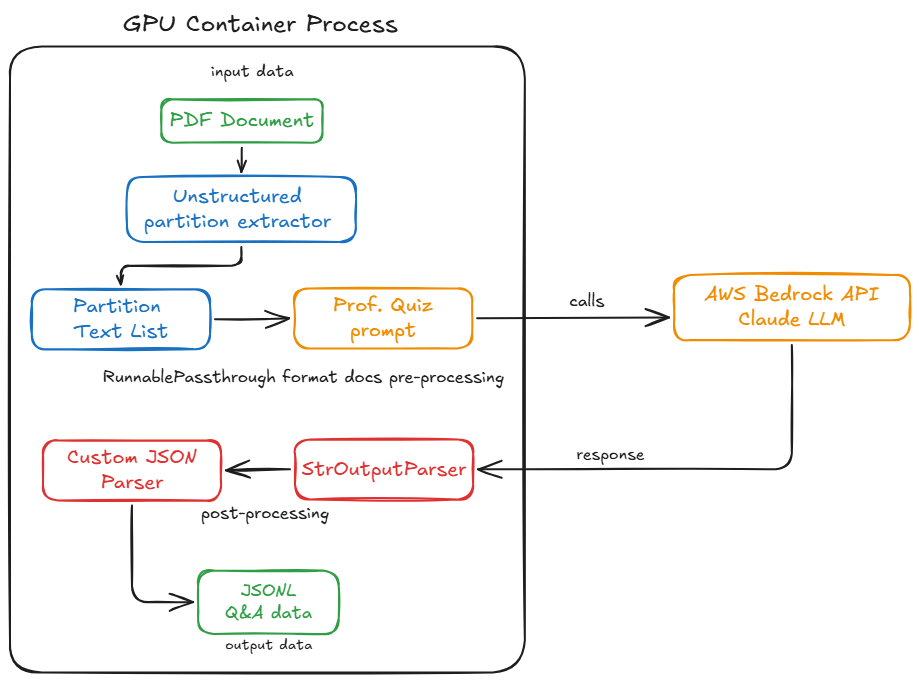 GPU Container Process
input data
PDF Document
Unstructured
partition extractor
Partition
Text List
Prof. Quiz
prompt
calls
AWS Bedrock API
Claude LLM
RunnablePassthrough format docs pre-processing
response
Custom JSON
Parser
StrOutputParser
post-processing
JSONL
Q&A data
output data